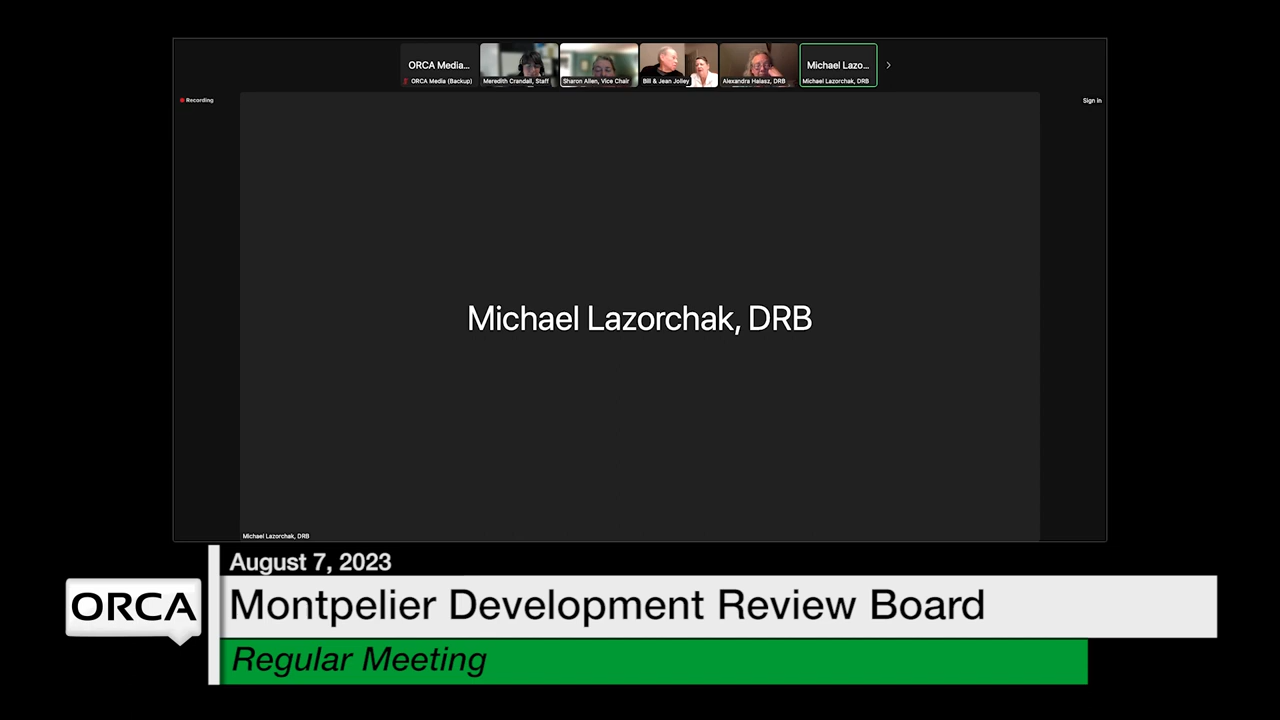 ORCA Media...
Michael Lazo...
ORCA Media (Backup)
Meredith Crandall, Staff
Sharon Allen, Vice Chair
Bill & Jean Jolley
Alexandra Halasz, DRB
Michael Lazorchak, DRB
Recording
Sign in
Michael Lazorchak, DRB
Michael Lazorchak, DRB
August 7, 2023
ORCA
Montpelier Development Review Board
Regular Meeting